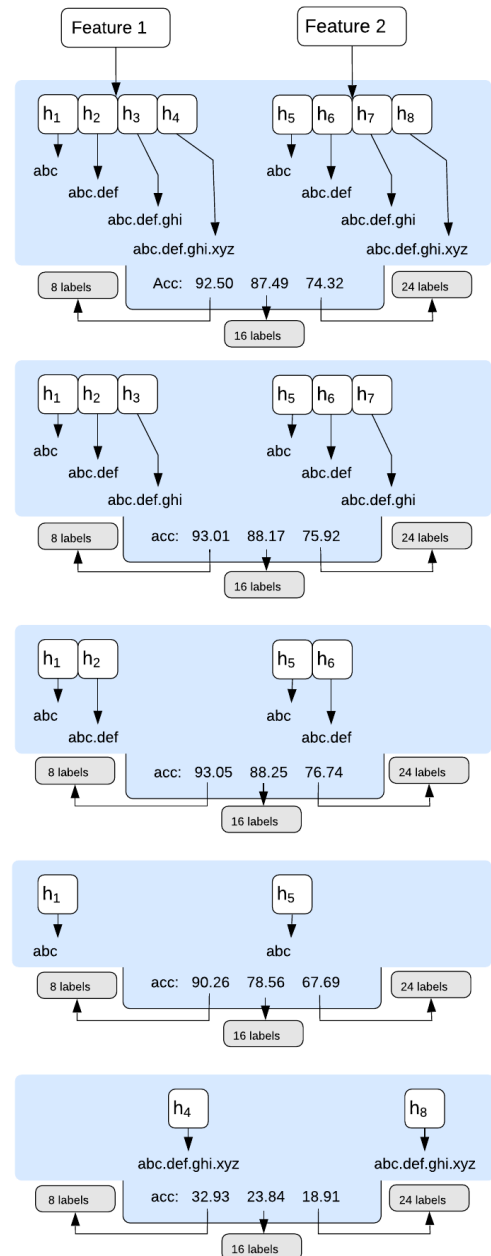 Feature 1 Feature 2
h1 h2 h3 h4 h5 h6 h7 h8
abc abc
abc.def abc.def
abc.def.ghi abc.def.ghi
abc.def.ghi.xyz abc.def.ghi.xyz
8 labels Acc: 92.50 87.49 74.32 24 labels
16 labels
h1 h2 h3 h5 h6 h7
abc abc
abc.def abc.def
abc.def.ghi abc.def.ghi
8 labels acc: 93.01 88.17 75.92 24 labels
16 labels
h1 h2 h5 h6
abc abc
abc.def abc.def
8 labels acc: 93.05 88.25 76.74 24 labels
16 labels
h1 h5
abc abc
8 labels acc: 90.26 78.56 67.69 24 labels
16 labels
h4 h8
abc.def.ghi.xyz abc.def.ghi.xyz
8 labels acc: 32.93 23.84 18.91 24 labels
16 labels